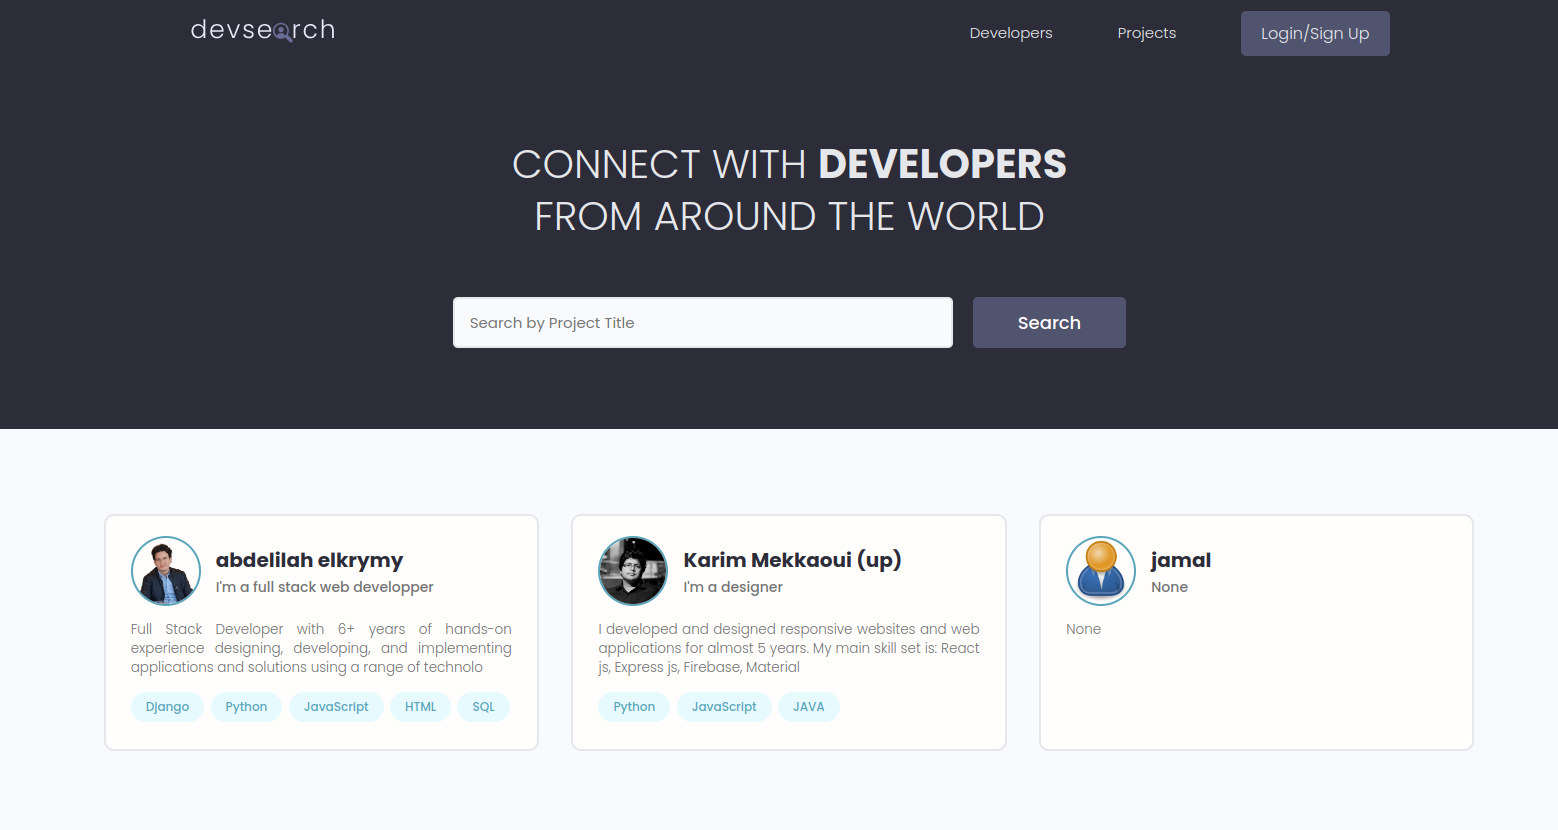 devsearch
Developers
Projects
Login/Sign Up
CONNECT WITH DEVELOPERS
FROM AROUND THE WORLD
Search by Project Title
Search
abdelilah elkrymy
I'm a full stack web developper
Full Stack Developer with 6+ years of hands-on
experience designing, developing, and implementing
applications and solutions using a range of technolo
Django Python JavaScript HTML SQL
Karim Mekkaoui (up)
I'm a designer
I developed and designed responsive websites and web
applications for almost 5 years. My main skill set is: React
js, Express js, Firebase, Material
Python JavaScript JAVA
jamal
None
None